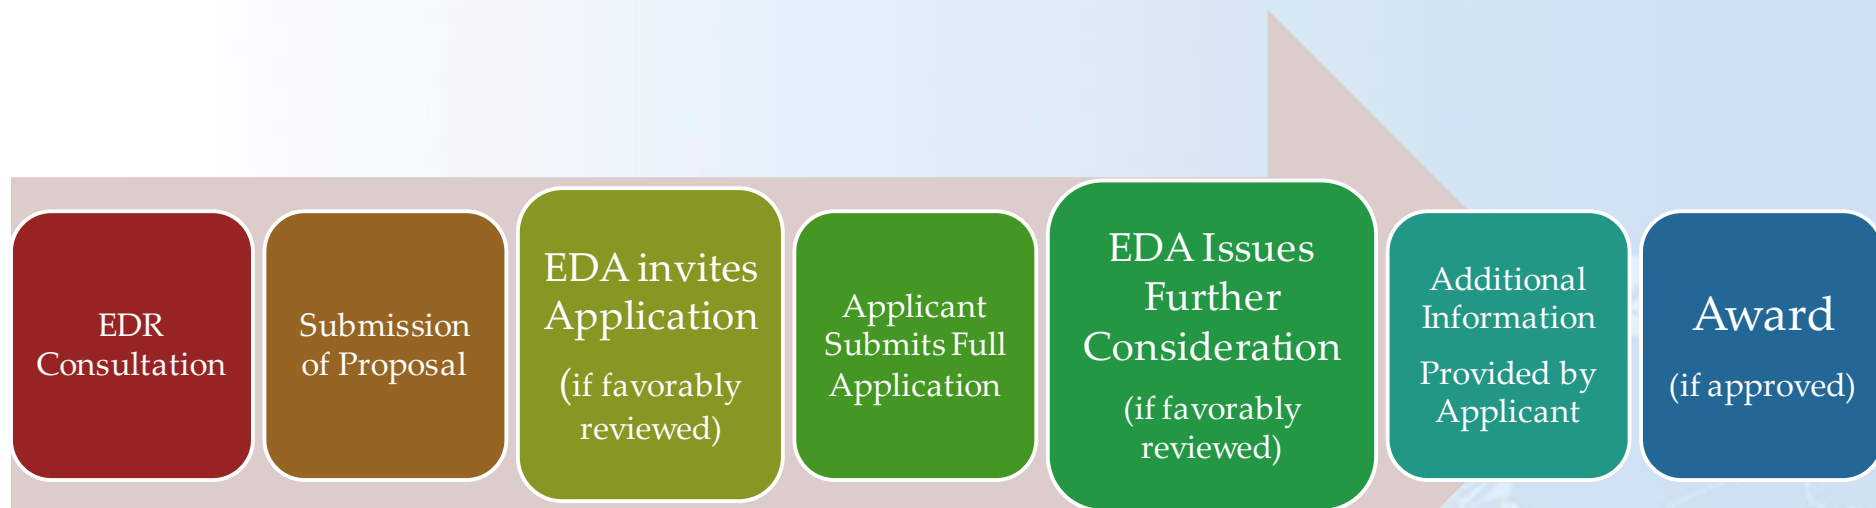 EDR
Consultation
Submission
of Proposal
EDA invites
Application
(if favorably
reviewed)
Applicant
Submits Full
Application
EDA Issues
Further
Consideration
(if favorably
reviewed)
Additional
Information
Provided by
Applicant
Award
(if approved)